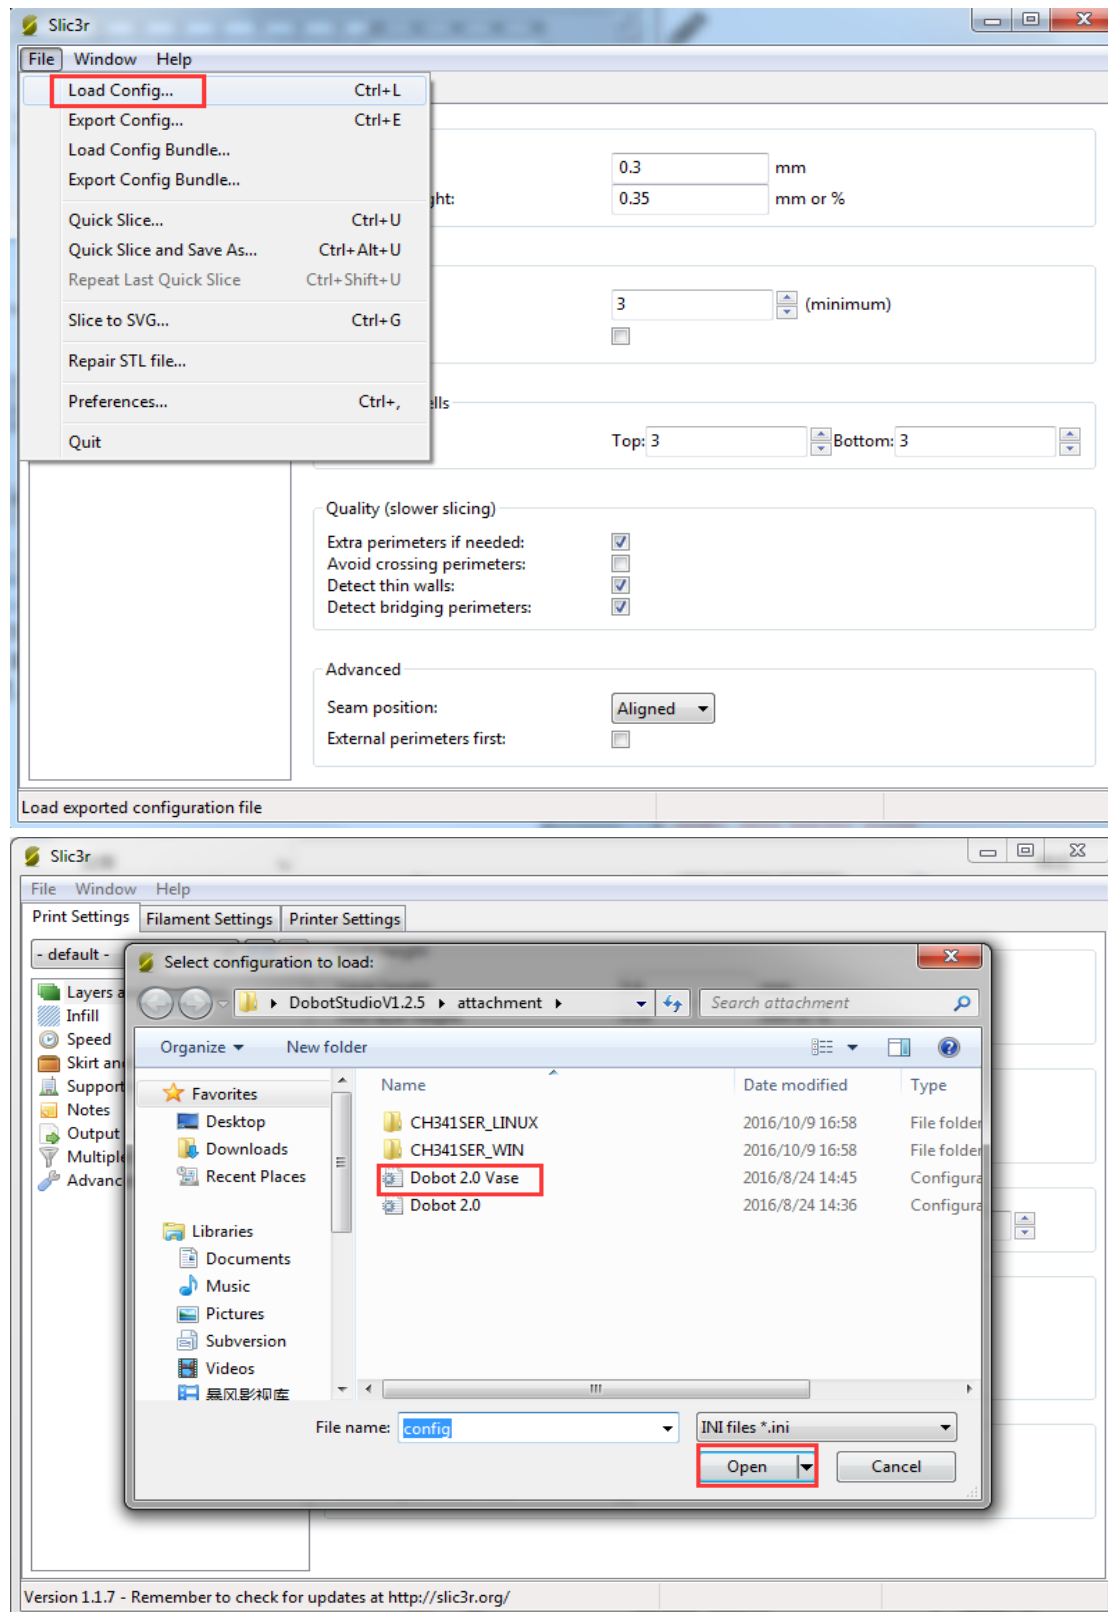 Slic3r
File Window Help
Load Config... Ctrl+L
Export Config... Ctrl+E
Load Config Bundle...
Export Config Bundle...
Quick Slice... Ctrl+U
Quick Slice and Save As... Ctrl+Alt+U
Repeat Last Quick Slice Ctrl+Shift+U
Slice to SVG... Ctrl+G
Repair STL file...
Preferences... Ctrl+,
Quit
0.3 mm
ght: 0.35 mm or %
3 (minimum)
ells
Top: 3 Bottom: 3
Quality (slower slicing)
Extra perimeters if needed:
Avoid crossing perimeters:
Detect thin walls:
Detect bridging perimeters:
Advanced
Seam position: Aligned
External perimeters first:
Load exported configuration file
Slic3r
File Window Help
Print Settings Filament Settings Printer Settings
- default -
Layers a
Infill
Speed
Skirt an
Support
Notes
Output
Multiple
Advanc
Select configuration to load:
DobotStudioV1.2.5 attachment Search attachment
Organize New folder
Favorites
Desktop
Downloads
Recent Places
Libraries
Documents
Music
Pictures
Subversion
Videos
暴风影视库
Name Date modified Type
CH341SER_LINUX 2016/10/9 16:58 File folder
CH341SER_WIN 2016/10/9 16:58 File folder
Dobot 2.0 Vase 2016/8/24 14:45 Configura
Dobot 2.0 2016/8/24 14:36 Configura
File name: config INI files *.ini
Open Cancel
Version 1.1.7 - Remember to check for updates at http://slic3r.org/